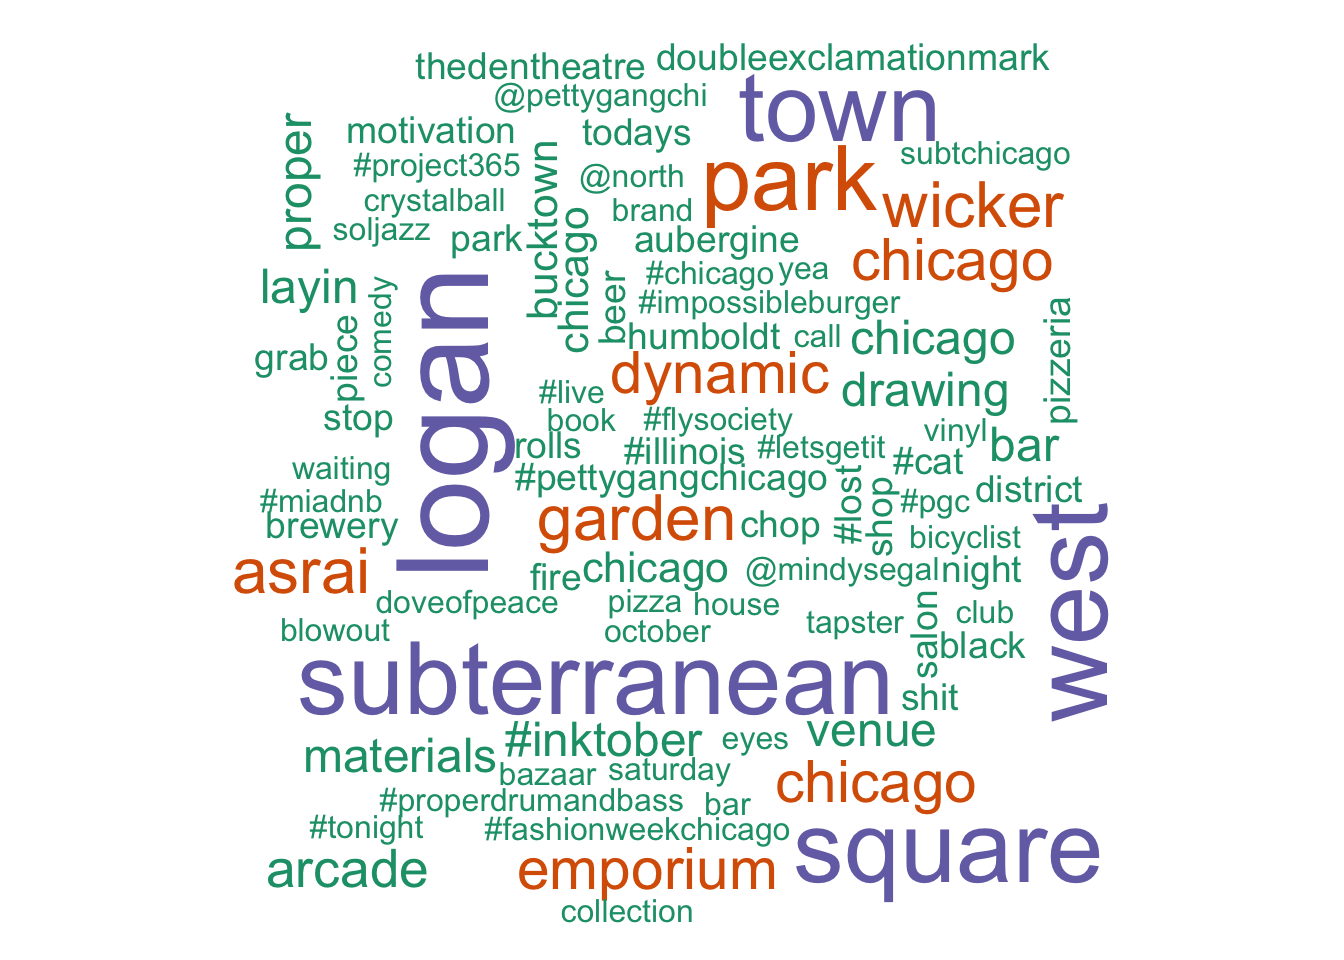 thedentheatre
doubleexclamationmark
@pettygangchi
town
proper
motivation
todays
subtchicago
#project365
bucktown
@north
park
wicker
crystalball
brand
soljazz
park
chicago
aubergine
chicago
layin
comedy
logan
#chicago
yea
beer
#impossibleburger
pizzeria
grab
piece
humboldt
call
chicago
dynamic
drawing
#live
stop
book
#flysociety
vinyl
rolls
#illinois
#letsgetit
bar
waiting
#cat
#pettygangchicago
#lost
shop
district
#miadnb
#pgc
brewery
garden
chop
bicyclist
west
asrai
fire
chicago
@mindysegal
night
doveofpeace
pizza
house
salon
club
blowout
october
tapster
black
subterranean
shit
#inktober
eyes
venue
materials
bazaar
saturday
chicago
#properdrumandbass
bar
#tonight
#fashionweekchicago
square
arcade
emporium
collection